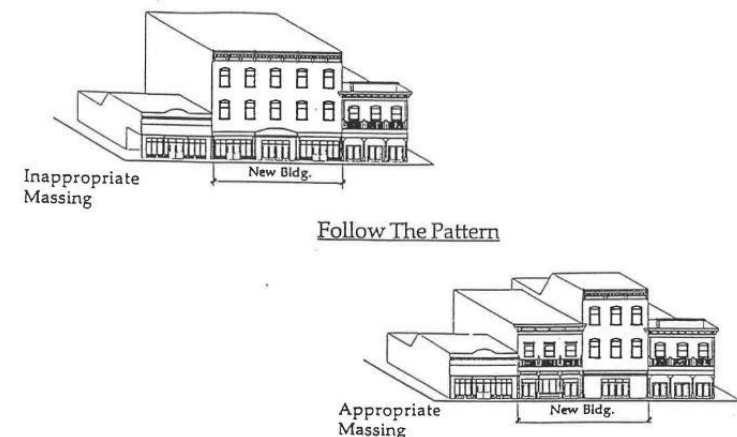 New Bldg.
Inappropriate
Massing
Follow The Pattern
New Bldg.
Appropriate
Massing